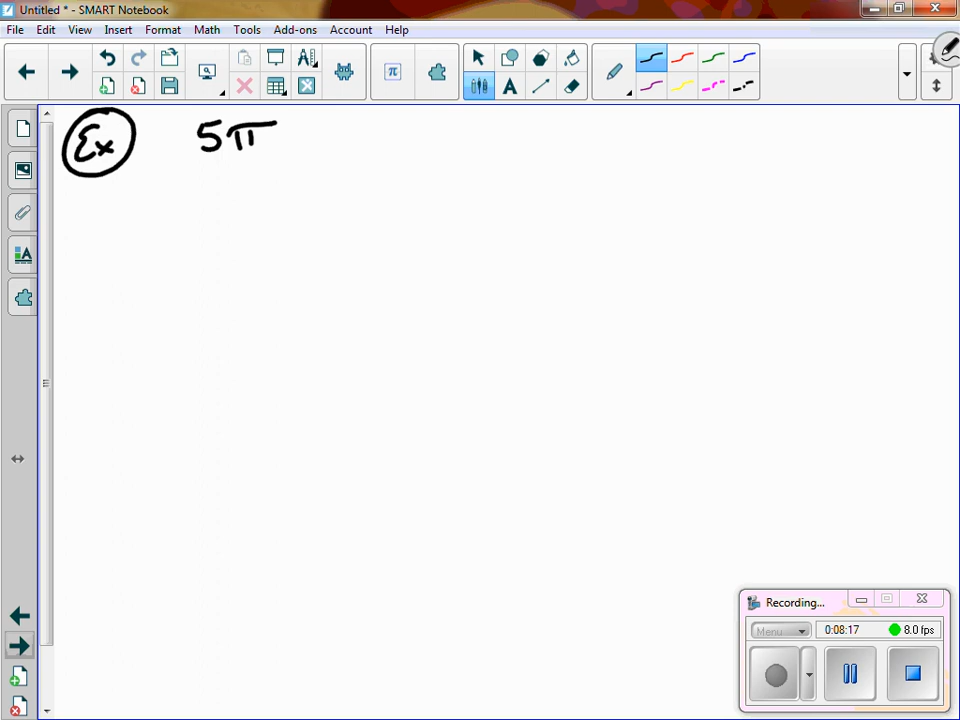 Untitled * - SMART Notebook
File Edit View Insert Format Math Tools Add-ons Account Help
Ex 5π
Recording...
Menu 0:08:17 8.0 fps